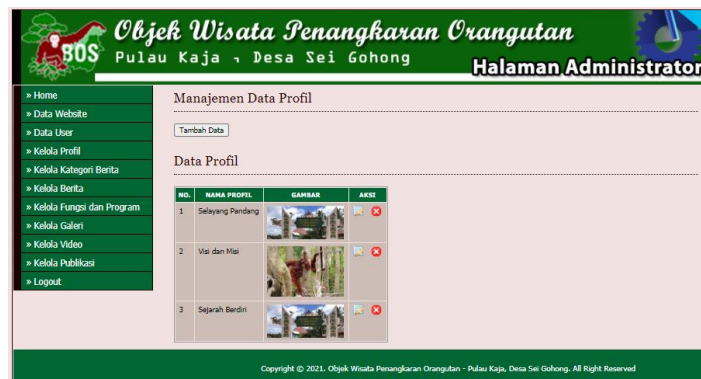 Objek Wisata Penangkaran Orangutan
BOS
Pulau Kaja , Desa Sei Gohong
Halaman Administrator
» Home
» Data Website
» Data User
» Kelola Profil
» Kelola Kategori Berita
» Kelola Berita
» Kelola Fungsi dan Program
» Kelola Galeri
» Kelola Video
» Kelola Publikasi
» Logout
Manajemen Data Profil
Tambah Data
Data Profil
NO. NAMA PROFIL GAMBAR AKSI
1 Selayang Pandang
2 Visi dan Misi
3 Sejarah Berdiri
Copyright © 2021. Objek Wisata Penangkaran Orangutan - Pulau Kaja, Desa Sei Gohong. All Right Reserved